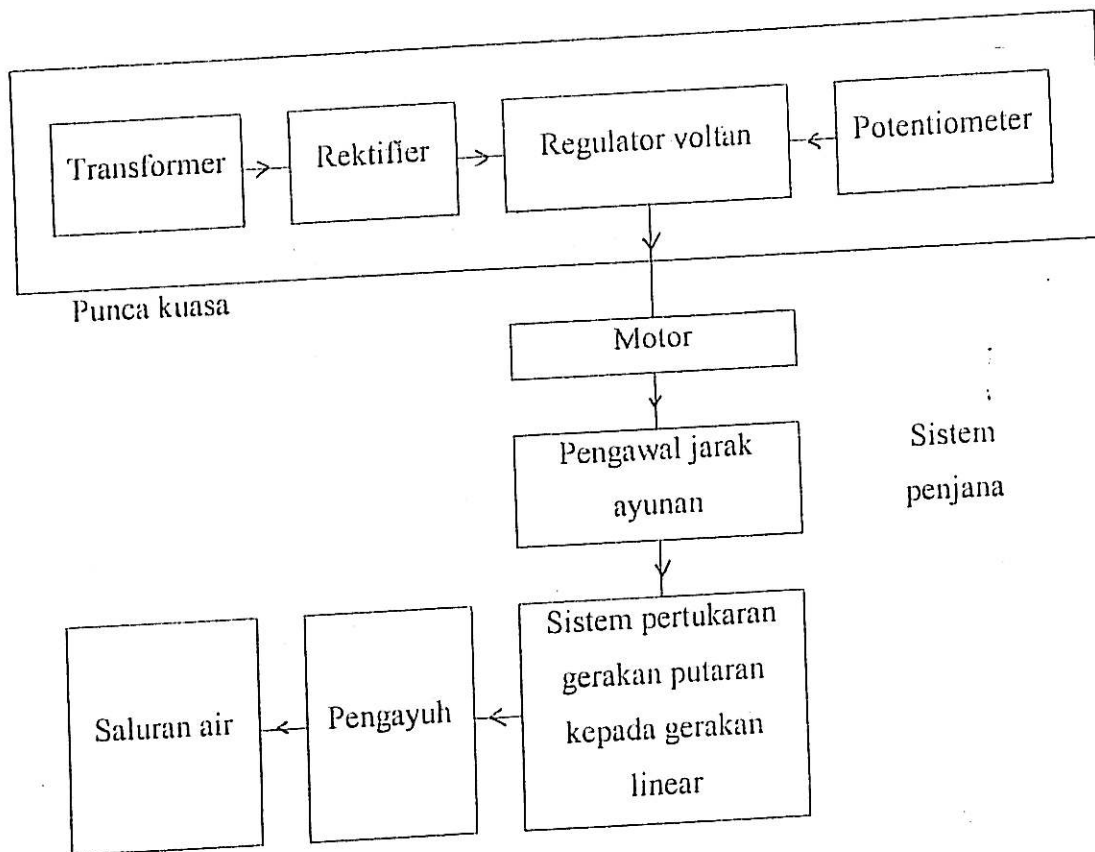 Transformer
Rektifier
Regulator voltan
Potentiometer
Punca kuasa
Motor
Pengawal jarak
ayunan
Sistem
penjana
Sistem pertukaran
gerakan putaran
kepada gerakan
linear
Pengayuh
Saluran air